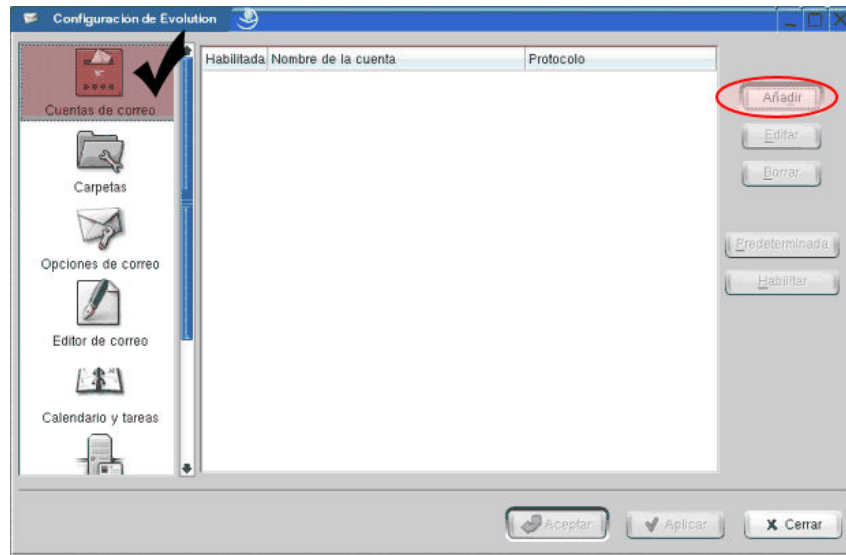 Configuración de Evolution
Habilitada Nombre de la cuenta Protocolo
Cuentas de correo
Carpetas
Opciones de correo
Editor de correo
Calendario y tareas
Añadir
Editar
Borrar
Predeterminada
Habilitar
Aceptar
Aplicar
Cerrar